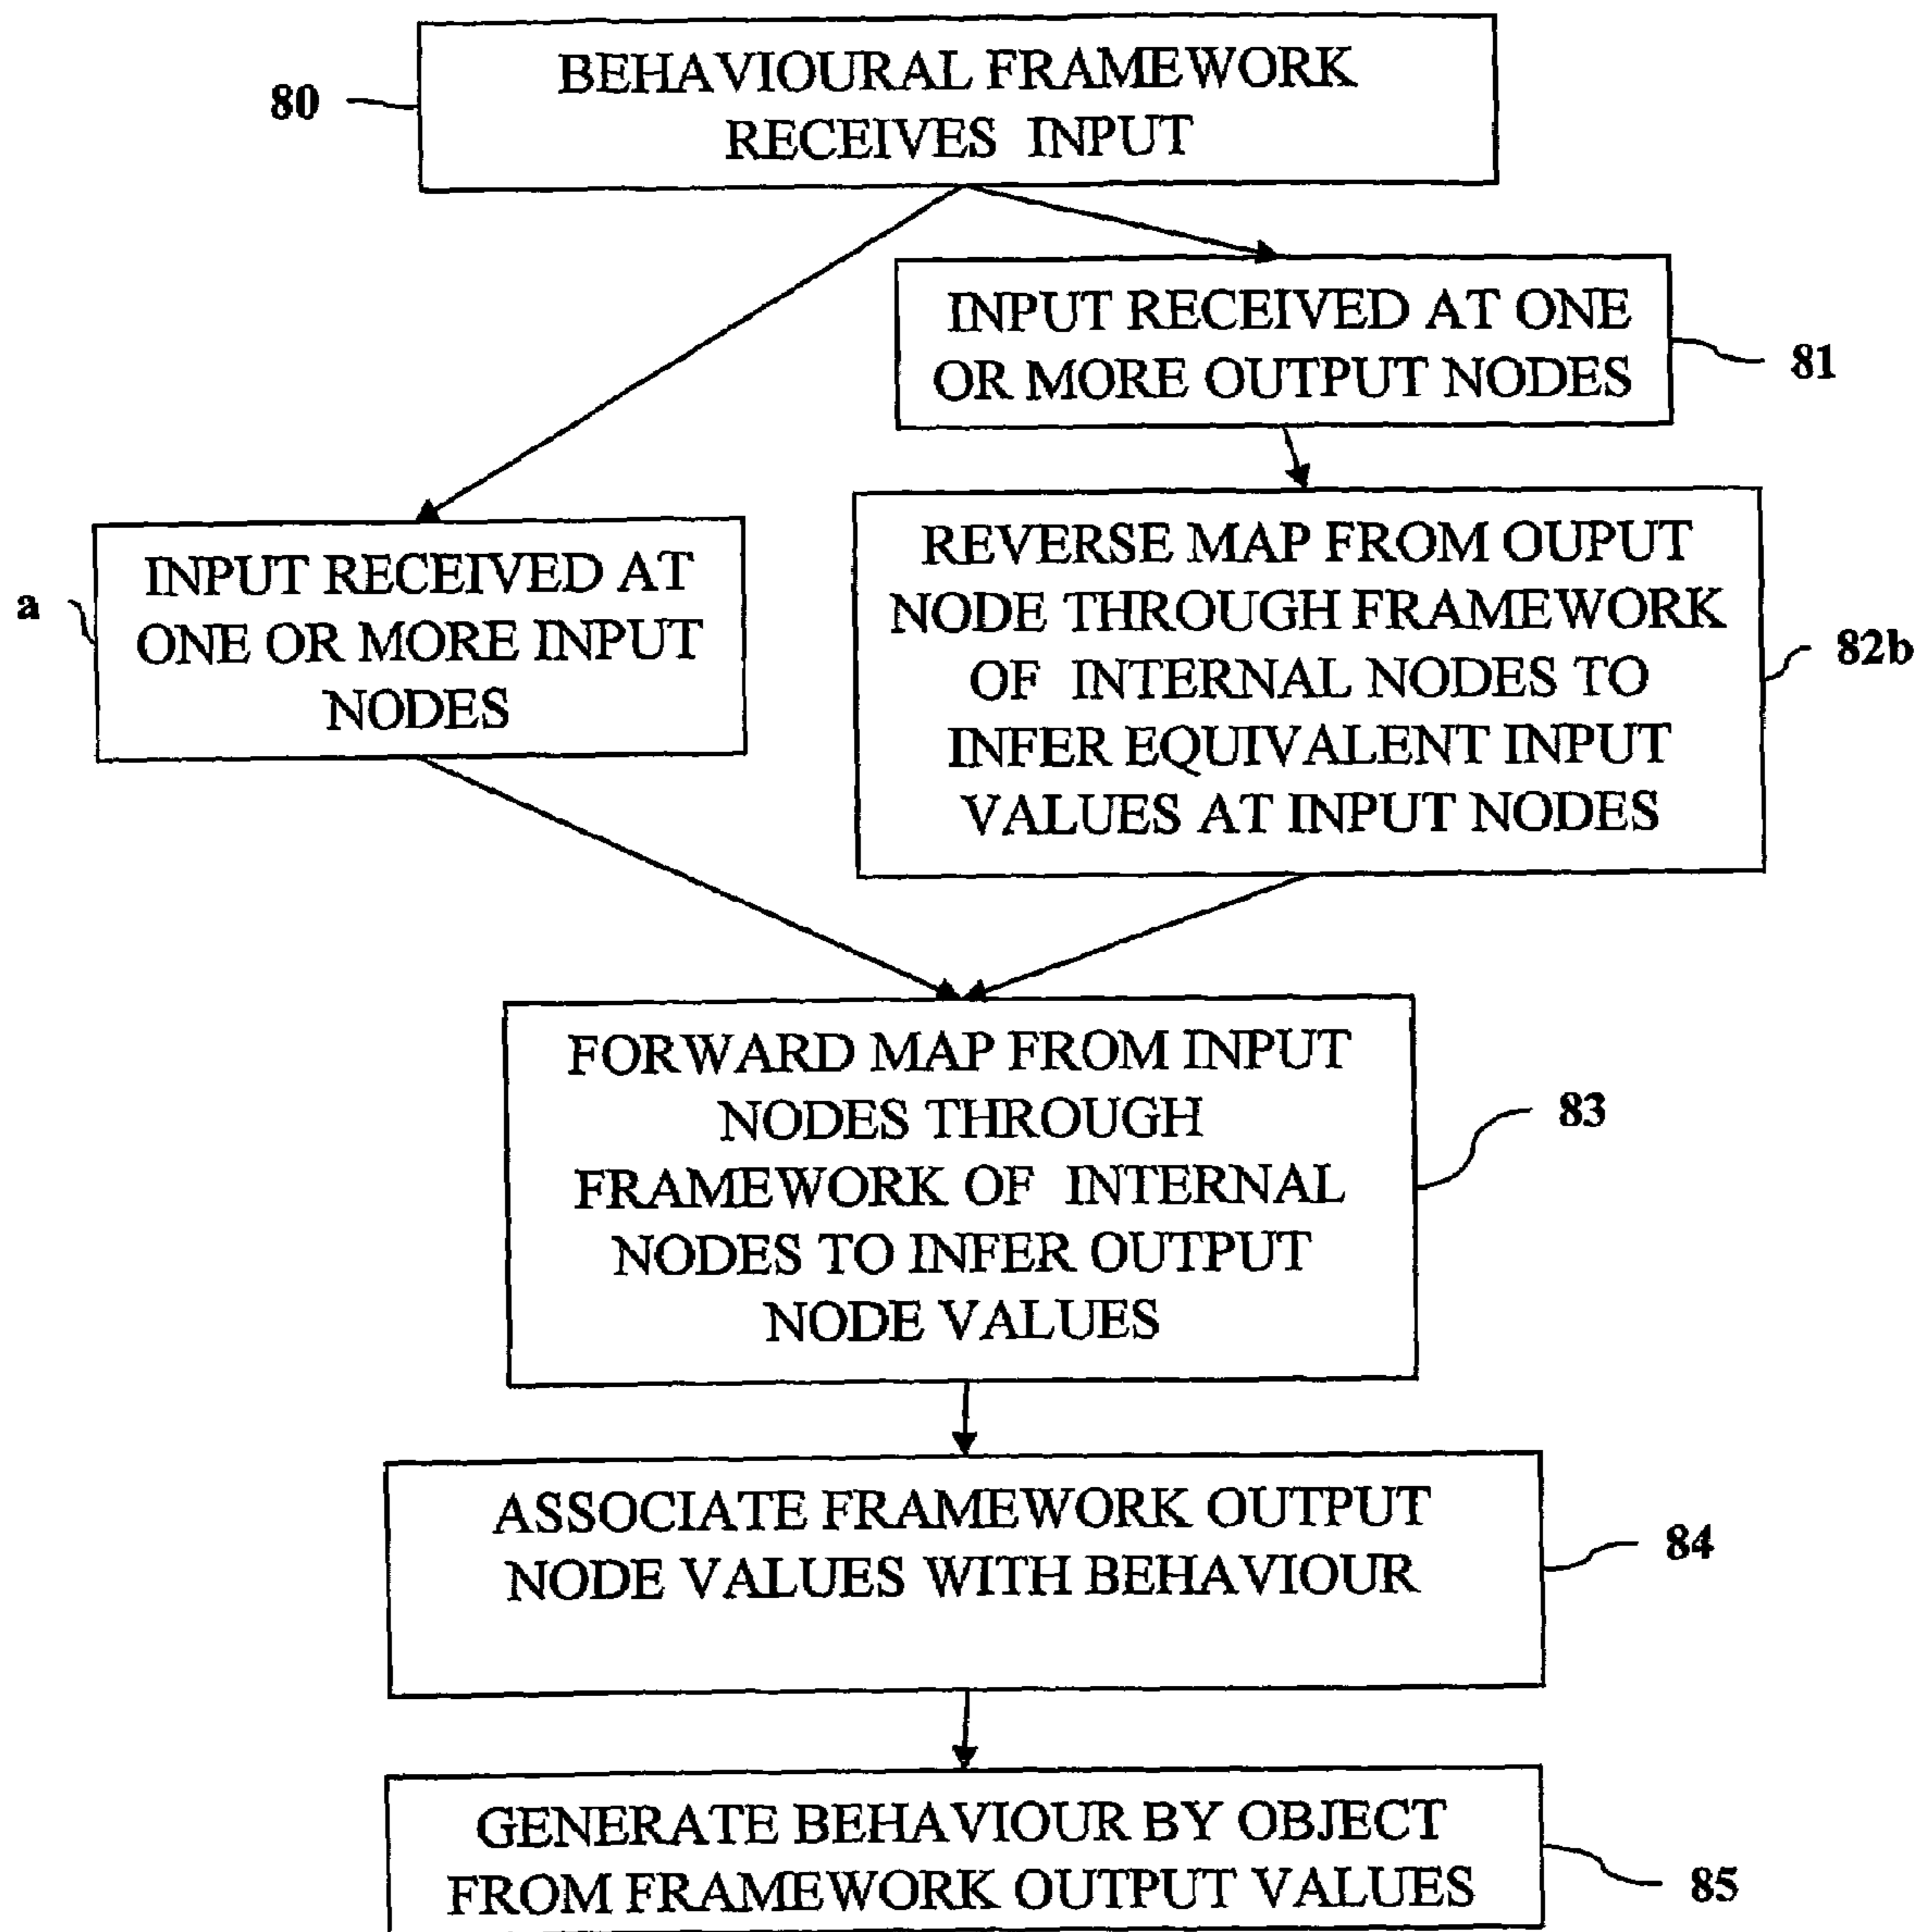 BEHAVIOURAL FRAMEWORK
RECEIVES INPUT
80
INPUT RECEIVED AT ONE
OR MORE OUTPUT NODES
81
INPUT RECEIVED AT
ONE OR MORE INPUT
NODES
a
REVERSE MAP FROM OUPUT
NODE THROUGH FRAMEWORK
OF INTERNAL NODES TO
INFER EQUIVALENT INPUT
VALUES AT INPUT NODES
82b
FORWARD MAP FROM INPUT
NODES THROUGH
FRAMEWORK OF INTERNAL
NODES TO INFER OUTPUT
NODE VALUES
83
ASSOCIATE FRAMEWORK OUTPUT
NODE VALUES WITH BEHAVIOUR
84
GENERATE BEHAVIOUR BY OBJECT
FROM FRAMEWORK OUTPUT VALUES
85